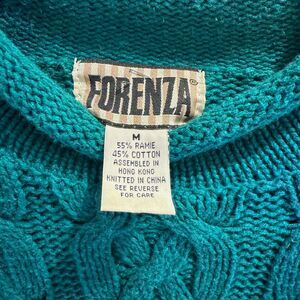 FORENZA®
M
55% RAMIE
45% COTTON
ASSEMBLED IN
HONG KONG
KNITTED IN CHINA
SEE REVERSE
FOR CARE